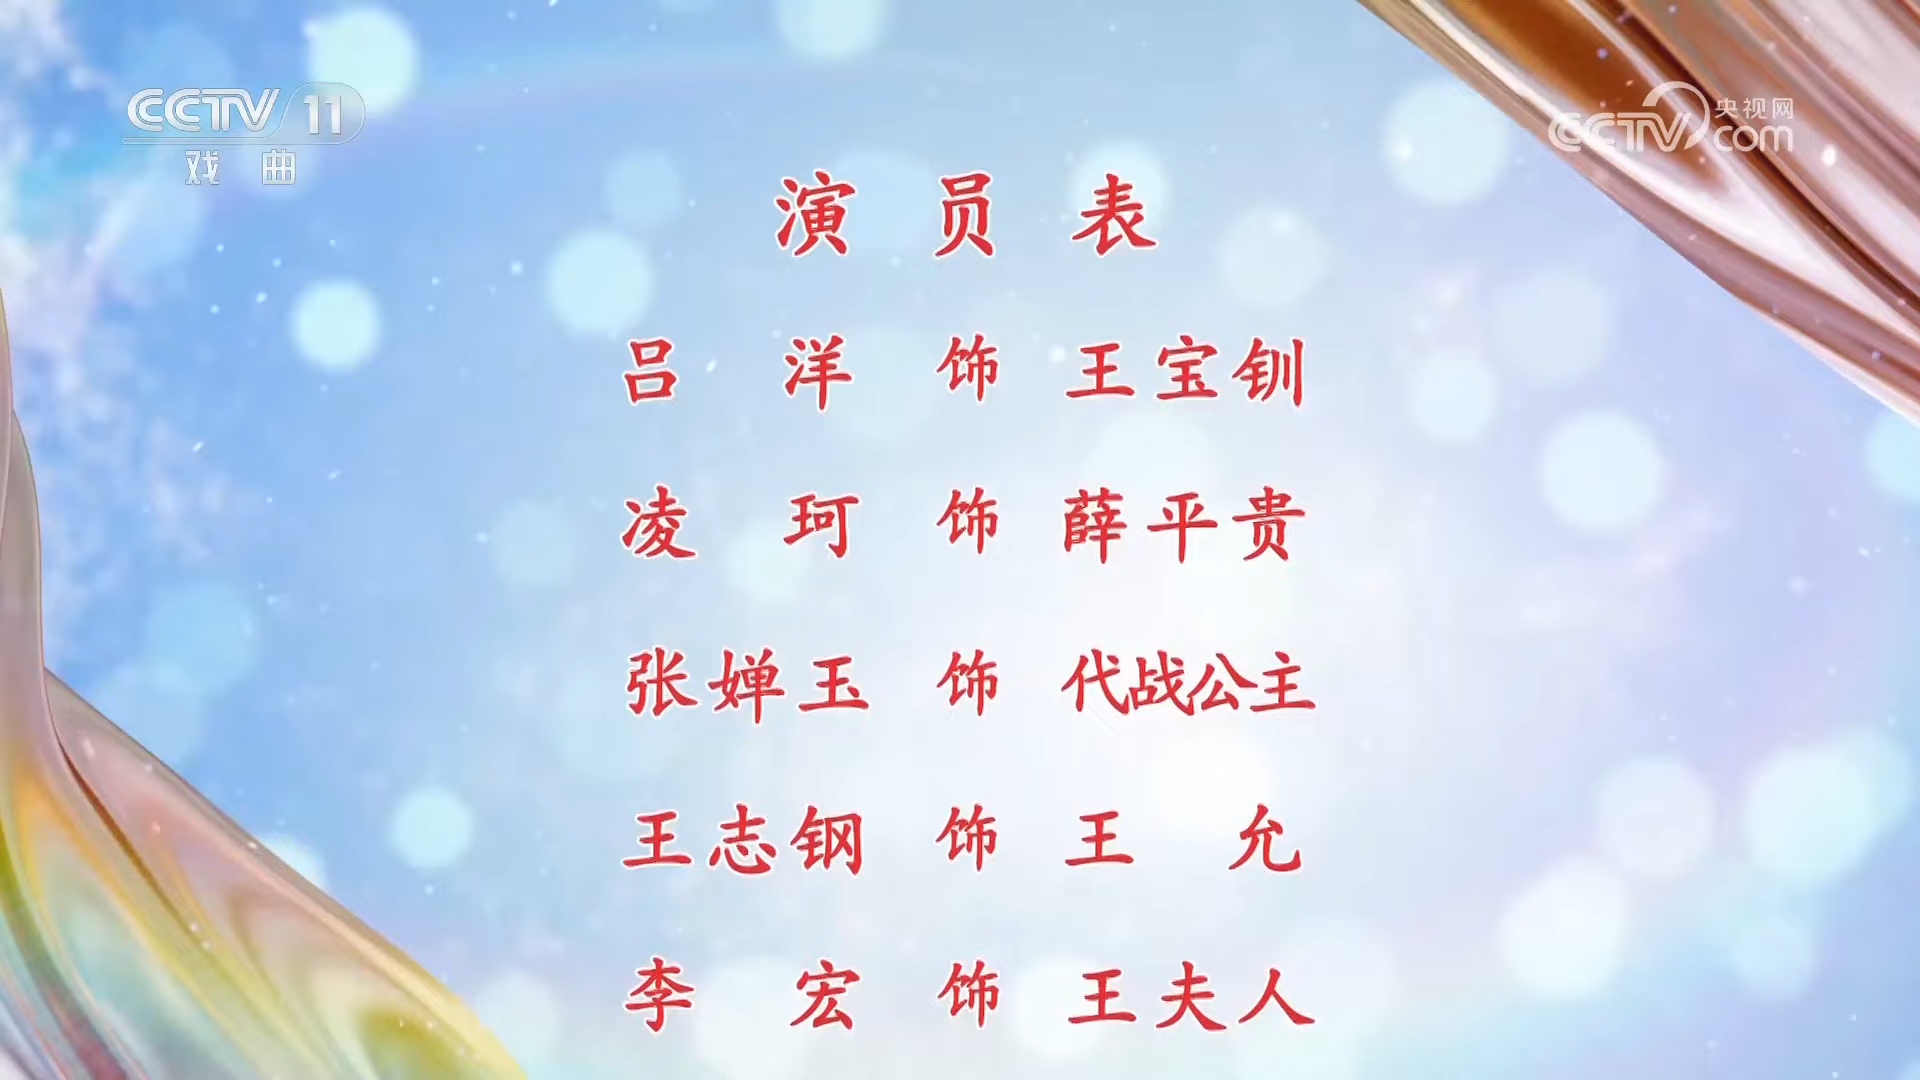 CCTV 11
戏 曲
央视网
CCTV.com
演 员 表
吕 洋 饰 王宝钏
凌 珂 饰 薛平贵
张婵玉 饰 代战公主
王志钢 饰 王 允
李 宏 饰 王夫人